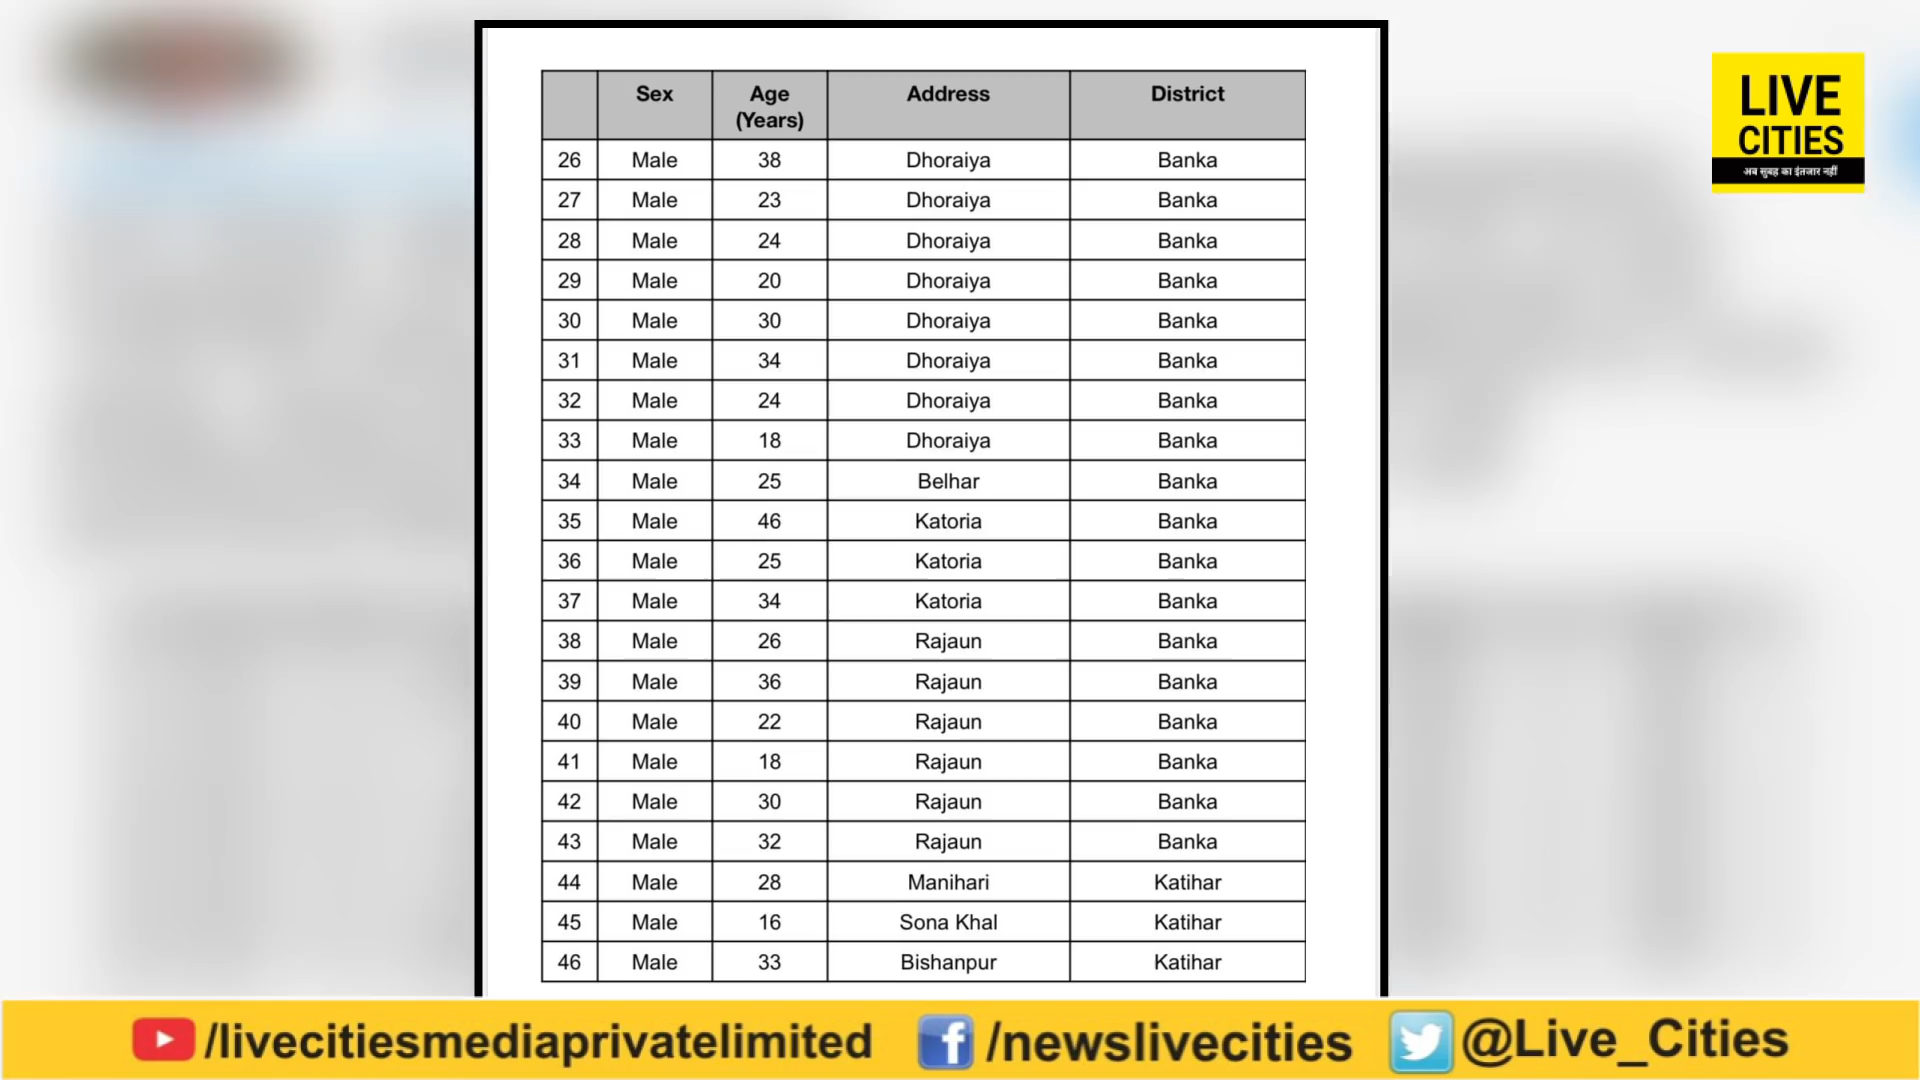 Sex Age (Years) Address District
26 Male 38 Dhoraiya Banka
27 Male 23 Dhoraiya Banka
28 Male 24 Dhoraiya Banka
29 Male 20 Dhoraiya Banka
30 Male 30 Dhoraiya Banka
31 Male 34 Dhoraiya Banka
32 Male 24 Dhoraiya Banka
33 Male 18 Dhoraiya Banka
34 Male 25 Belhar Banka
35 Male 46 Katoria Banka
36 Male 25 Katoria Banka
37 Male 34 Katoria Banka
38 Male 26 Rajaun Banka
39 Male 36 Rajaun Banka
40 Male 22 Rajaun Banka
41 Male 18 Rajaun Banka
42 Male 30 Rajaun Banka
43 Male 32 Rajaun Banka
44 Male 28 Manihari Katihar
45 Male 16 Sona Khal Katihar
46 Male 33 Bishanpur Katihar
LIVE
CITIES
अब सुबह का इंतजार नहीं
/livecitiesmediaprivatelimited /newslivecities @Live_Cities